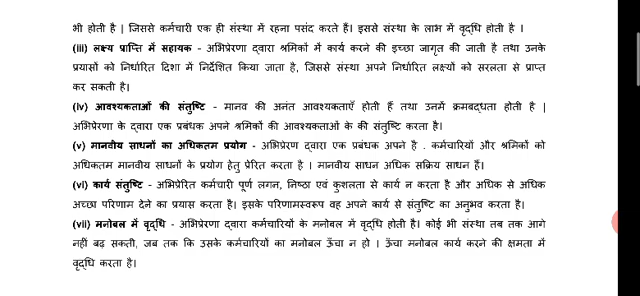 भी होती है | जिससे कर्मचारी एक ही संस्था में रहना पसंद करते हैं। इससे संस्था के लाभ में वृद्धि होती है ।
(iii) लक्ष्य प्राप्ति में सहायक - अभिप्रेरणा द्वारा श्रमिकों में कार्य करने की इच्छा जागृत की जाती है तथा उनके
प्रयासों को निर्धारित दिशा में निर्देशित किया जाता है, जिससे संस्था अपने निर्धारित लक्ष्यों को सरलता से प्राप्त
कर सकती है।
(iv) आवश्यकताओं की संतुष्टि - मानव की अनंत आवश्यकताएँ होती हैं तथा उनमें क्रमबद्धता होती है |
अभिप्रेरणा के द्वारा एक प्रबंधक अपने श्रमिकों की आवश्यकताओं के की संतुष्टि करता है।
(v) मानवीय साधनों का अधिकतम प्रयोग - अभिप्रेरण द्वारा एक प्रबंधक अपने है . कर्मचारियों और श्रमिकों को
अधिकतम मानवीय साधनों के प्रयोग हेतु प्रेरित करता है । मानवीय साधन अधिक सक्रिय साधन हैं।
(vi) कार्य संतुष्टि - अभिप्रेरित कर्मचारी पूर्ण लगन, निष्ठा एवं कुशलता से कार्य न करता है और अधिक से अधिक
अच्छा परिणाम देने का प्रयास करता है। इसके परिणामस्वरूप वह अपने कार्य से संतुष्टि का अनुभव करता है।
(vii) मनोबल में वृद्धि - अभिप्रेरणा द्वारा कर्मचारियों के मनोबल में वृद्धि होती है। कोई भी संस्था तब तक आगे
नहीं बढ़ सकती, जब तक कि उसके कर्मचारियों का मनोबल ऊँचा न हो । ऊँचा मनोबल कार्य करने की क्षमता में
वृद्धि करता है।